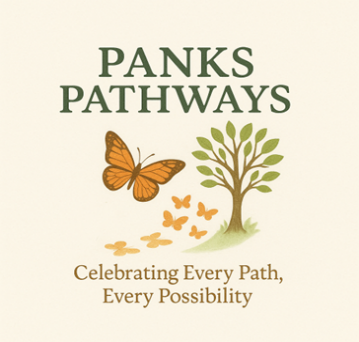 PANKS
PATHWAYS
Celebrating Every Path,
Every Possibility